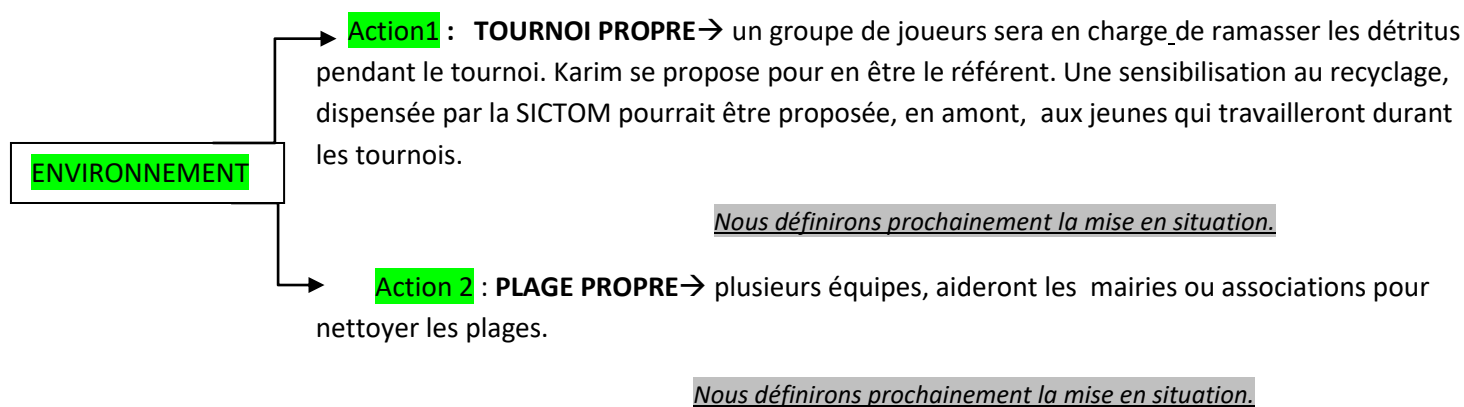 Action1 : TOURNOI PROPRE→ un groupe de joueurs sera en charge de ramasser les détritus
pendant le tournoi. Karim se propose pour en être le référent. Une sensibilisation au recyclage,
dispensée par la SICTOM pourrait être proposée, en amont, aux jeunes qui travailleront durant
les tournois.
ENVIRONNEMENT
Nous définirons prochainement la mise en situation.
Action 2 : PLAGE PROPRE→ plusieurs équipes, aideront les mairies ou associations pour
nettoyer les plages.
Nous définirons prochainement la mise en situation.